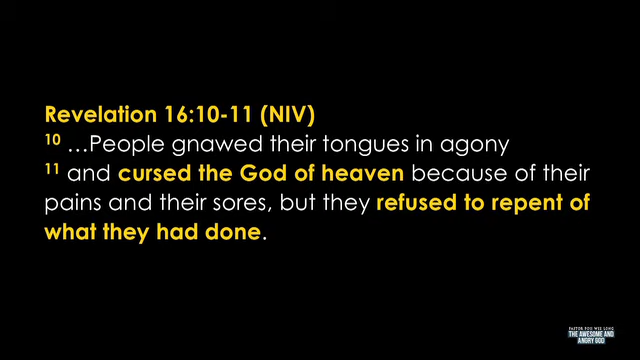 Revelation 16:10-11 (NIV)
10 …People gnawed their tongues in agony
11 and cursed the God of heaven because of their
pains and their sores, but they refused to repent of
what they had done.
PASTOR FOO WEE LONG
THE AWESOME AND
ANGRY GOD